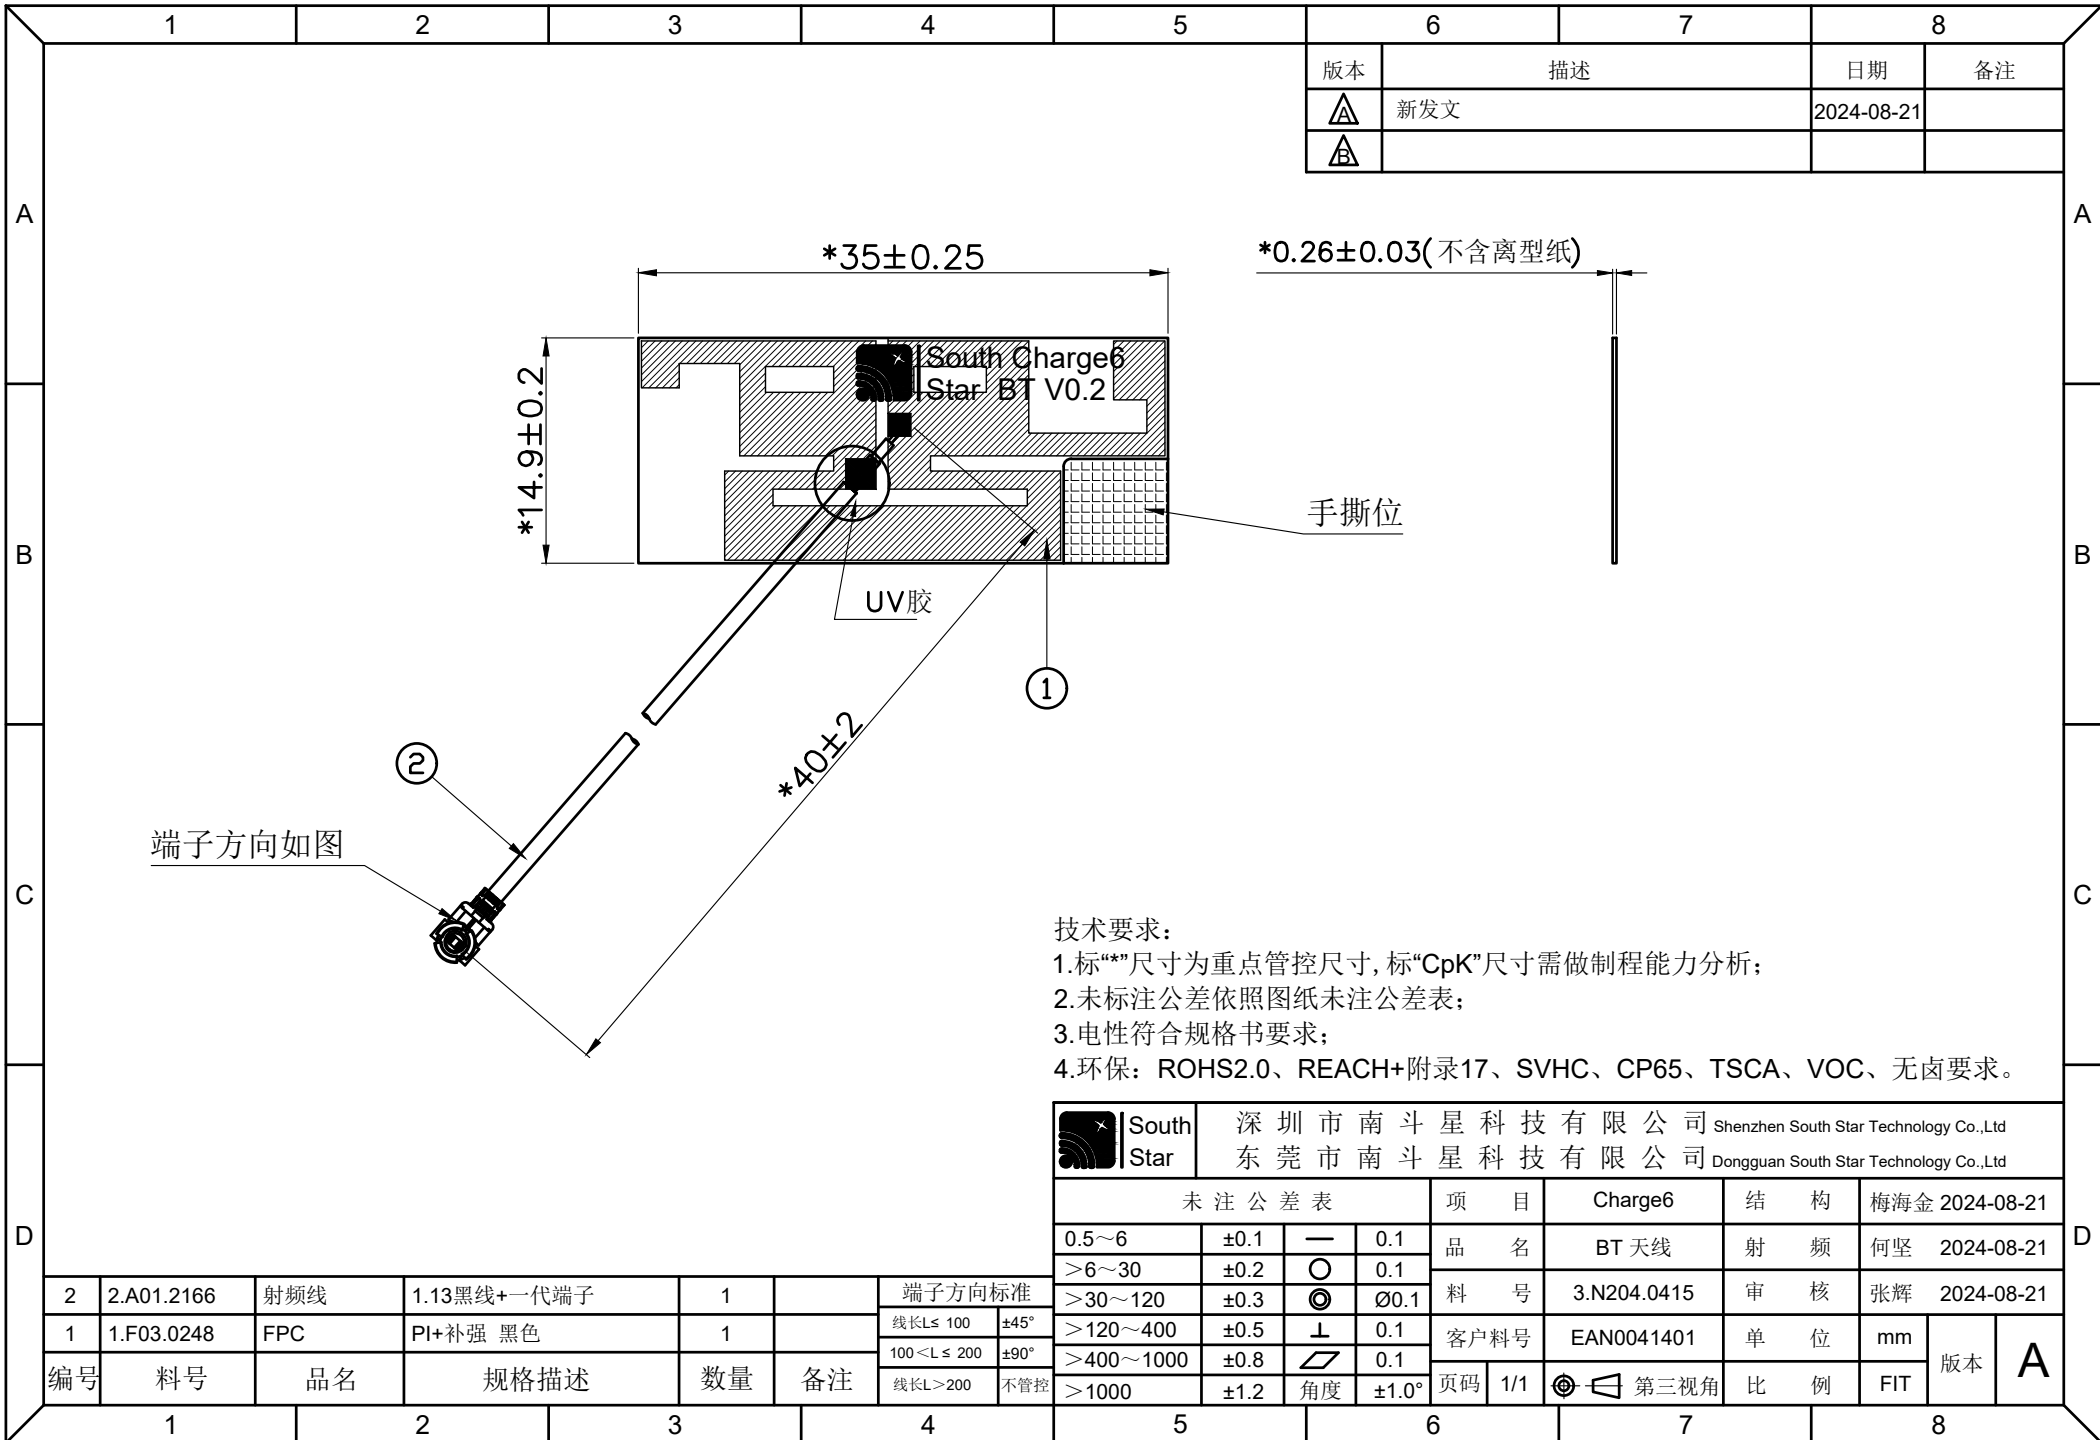 1 2 3 4 5 6 7 8
版本 描述 日期 备注
A 新发文 2024-08-21
B
A A
*35±0.25
*0.26±0.03(不含离型纸)
South Charge6
Star BT V0.2
*14.9±0.2
手撕位
B B
UV胶
1
*40±2
2
端子方向如图
C C
技术要求：
1.标“*”尺寸为重点管控尺寸,标“CpK”尺寸需做制程能力分析；
2.未标注公差依照图纸未注公差表；
3.电性符合规格书要求；
4.环保：ROHS2.0、REACH+附录17、SVHC、CP65、TSCA、VOC、无卤要求。
South
Star
深圳市南斗星科技有限公司 Shenzhen South Star Technology Co.,Ltd
东莞市南斗星科技有限公司 Dongguan South Star Technology Co.,Ltd
未注公差表
0.5～6 ±0.1 0.1
＞6～30 ±0.2 0.1
＞30～120 ±0.3 Ø0.1
＞120～400 ±0.5 0.1
＞400～1000 ±0.8 0.1
＞1000 ±1.2 角度 ±1.0°
项目 Charge6 结构 梅海金 2024-08-21
品名 BT 天线 射频 何坚 2024-08-21
料号 3.N204.0415 审核 张辉 2024-08-21
客户料号 EAN0041401 单位 mm
页码 1/1 第三视角 比例 FIT
版本 A
D D
2 2.A01.2166 射频线 1.13黑线+一代端子 1
1 1.F03.0248 FPC PI+补强 黑色 1
编号 料号 品名 规格描述 数量 备注
端子方向标准
线长L≤ 100 ±45°
100＜L≤ 200 ±90°
线长L＞200 不管控
1 2 3 4 5 6 7 8